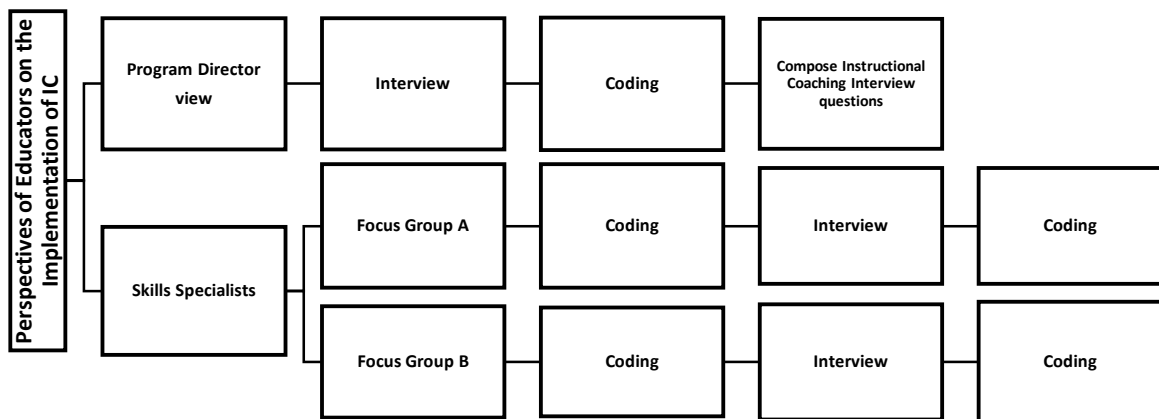 Perspectives of Educators on the
Implementation of IC
Program Director
view
Interview
Coding
Compose Instructional
Coaching Interview
questions
Skills Specialists
Focus Group A
Coding
Interview
Coding
Focus Group B
Coding
Interview
Coding